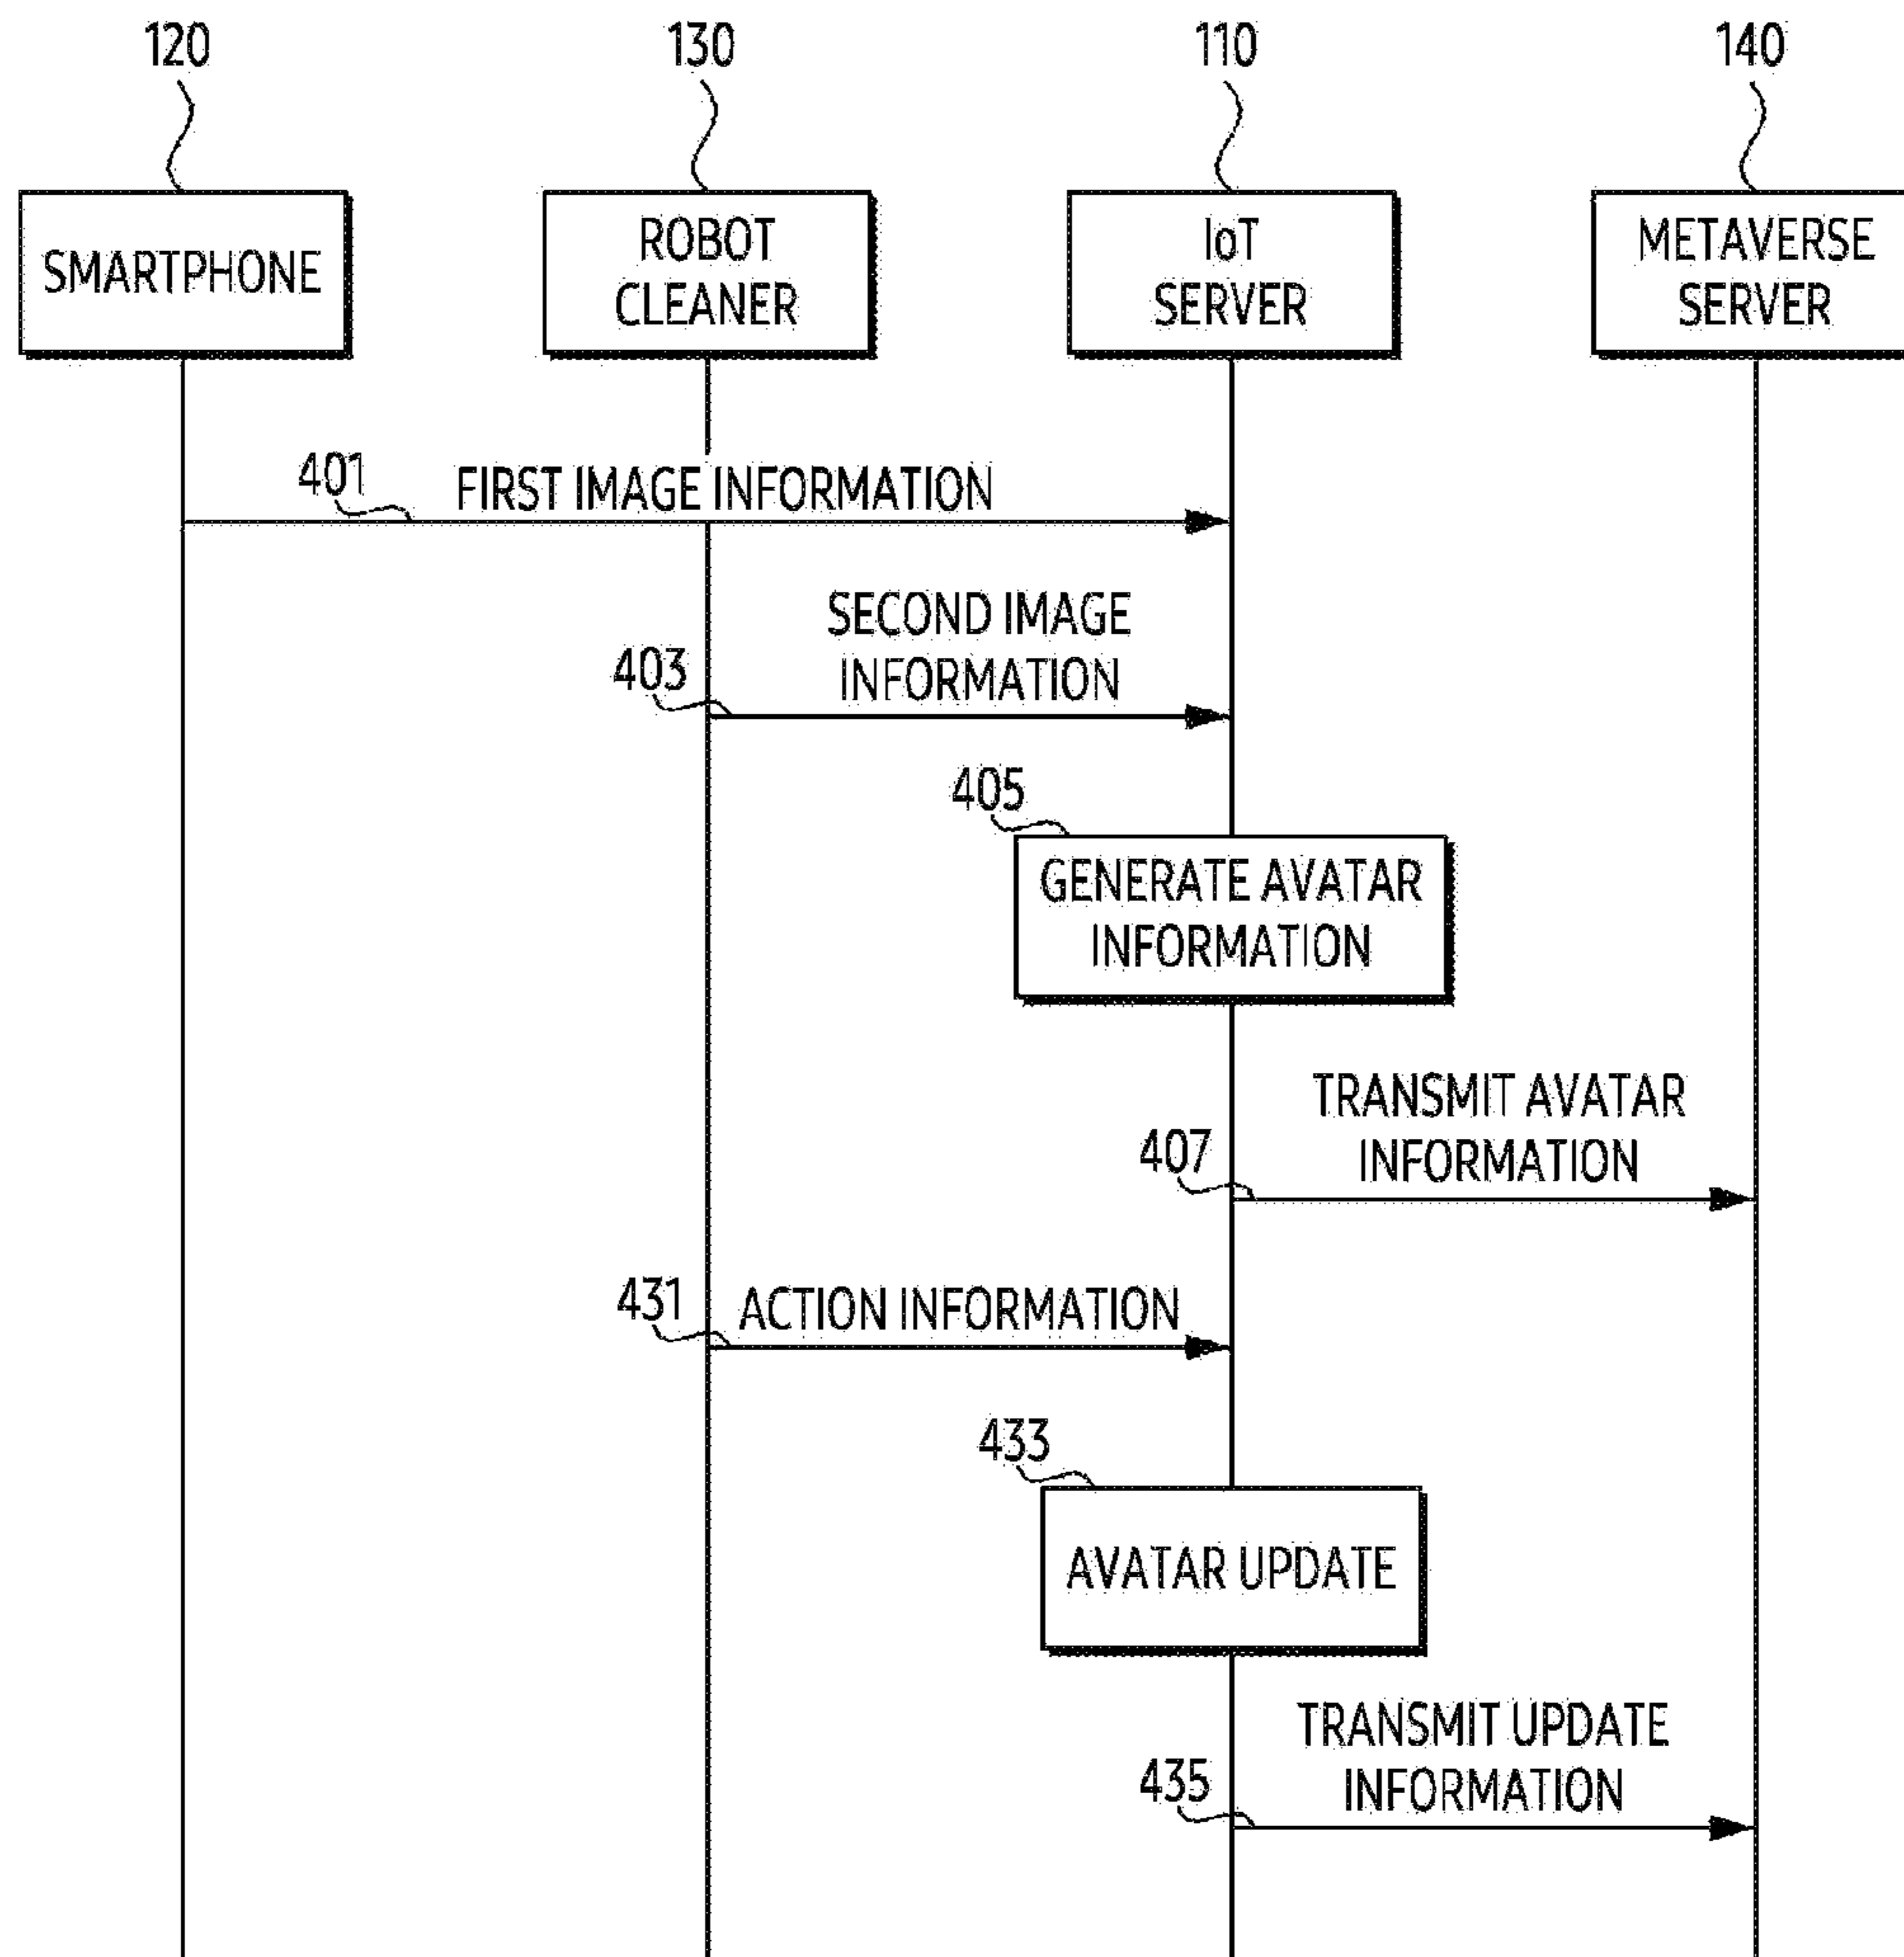 120
130
110
140
SMARTPHONE
ROBOT
CLEANER
IoT
SERVER
METAVERSE
SERVER
401
FIRST IMAGE INFORMATION
SECOND IMAGE
INFORMATION
403
405
GENERATE AVATAR
INFORMATION
TRANSMIT AVATAR
INFORMATION
407
431
ACTION INFORMATION
433
AVATAR UPDATE
TRANSMIT UPDATE
INFORMATION
435